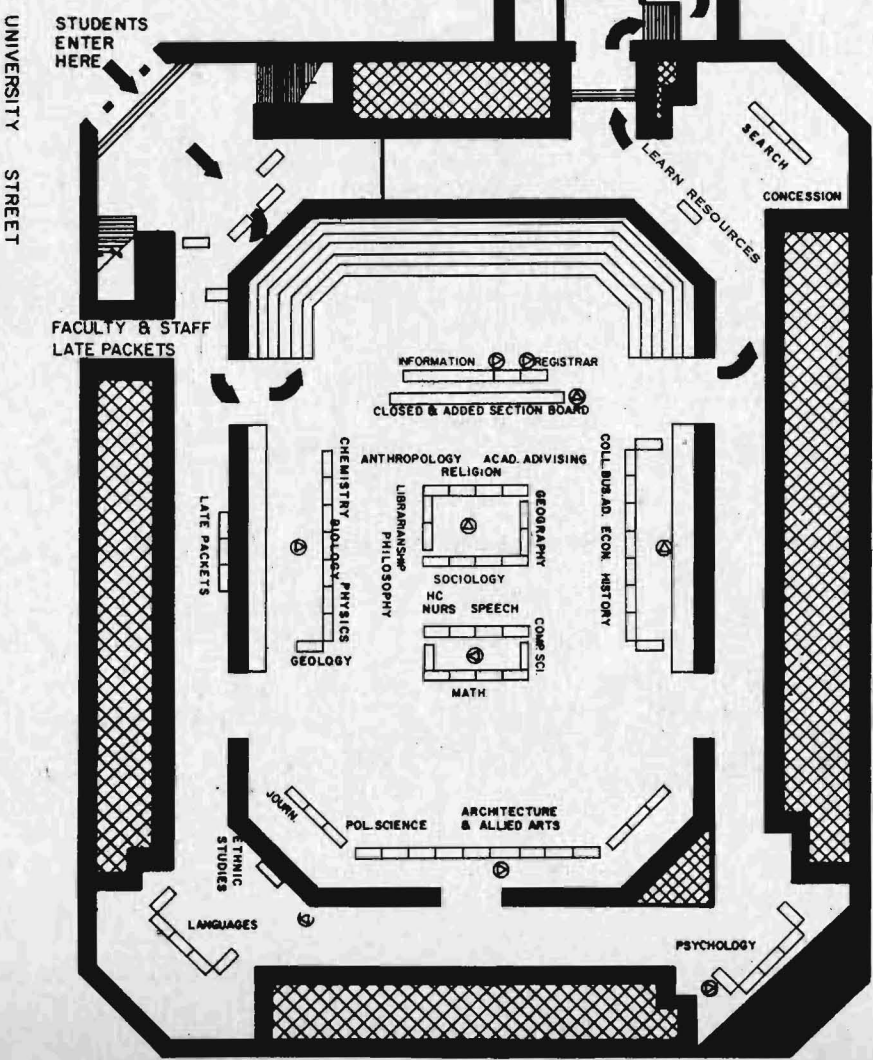 STUDENTS
ENTER
HERE
UNIVERSITY STREET
SEARCH
LEARN RESOURCES
CONCESSION
FACULTY & STAFF
LATE PACKETS
INFORMATION
REGISTRAR
CLOSED & ADDED SECTION BOARD
ANTHROPOLOGY
ACAD. ADIVISING
RELIGION
CHEMISTRY
BIOLOGY
PHYSICS
GEOLOGY
LATE PACKETS
LIBRARIANSHIP
PHILOSOPHY
GEOGRAPHY
SOCIOLOGY
COLL. BUS. AD. ECON. HISTORY
HC
NURS SPEECH
COMP. SCI.
MATH
JOURN.
POL. SCIENCE
ARCHITECTURE
& ALLIED ARTS
ETHNIC
STUDIES
LANGUAGES
PSYCHOLOGY